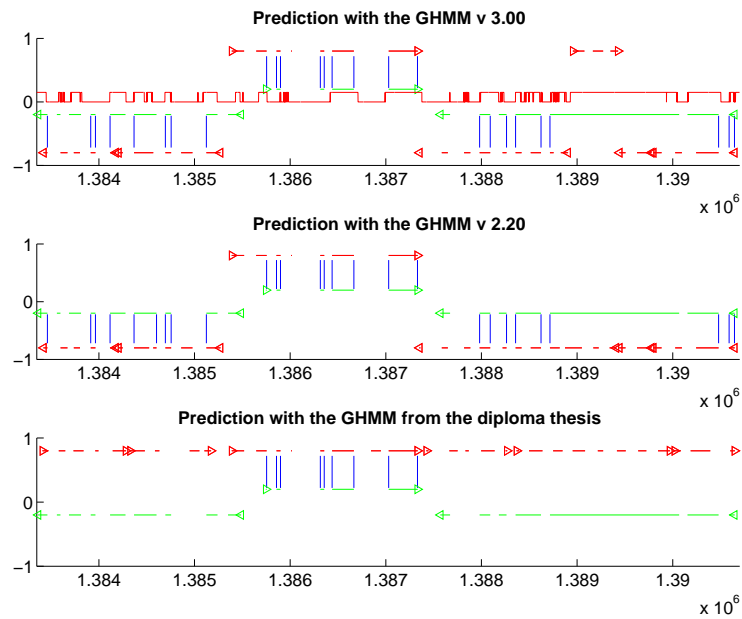 Prediction with the GHMM v 3.00
1
0
−1
1.384 1.385 1.386 1.387 1.388 1.389 1.39
x 10^6
Prediction with the GHMM v 2.20
1
0
−1
1.384 1.385 1.386 1.387 1.388 1.389 1.39
x 10^6
Prediction with the GHMM from the diploma thesis
1
0
−1
1.384 1.385 1.386 1.387 1.388 1.389 1.39
x 10^6